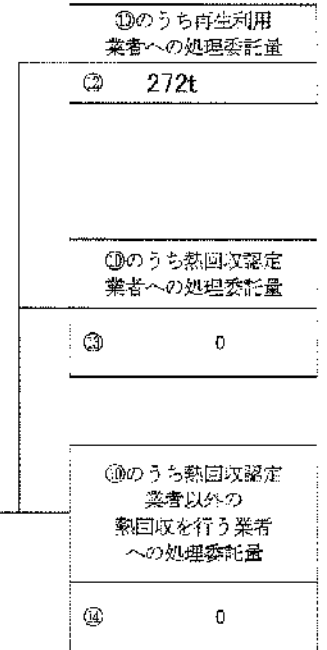 ⑩のうち再生利用
業者への処理委託量
⑫ 272t
⑩のうち熱回収認定
業者への処理委託量
⑬ 0
⑩のうち熱回収認定
業者以外の
熱回収を行う業者
への処理委託量
⑭ 0